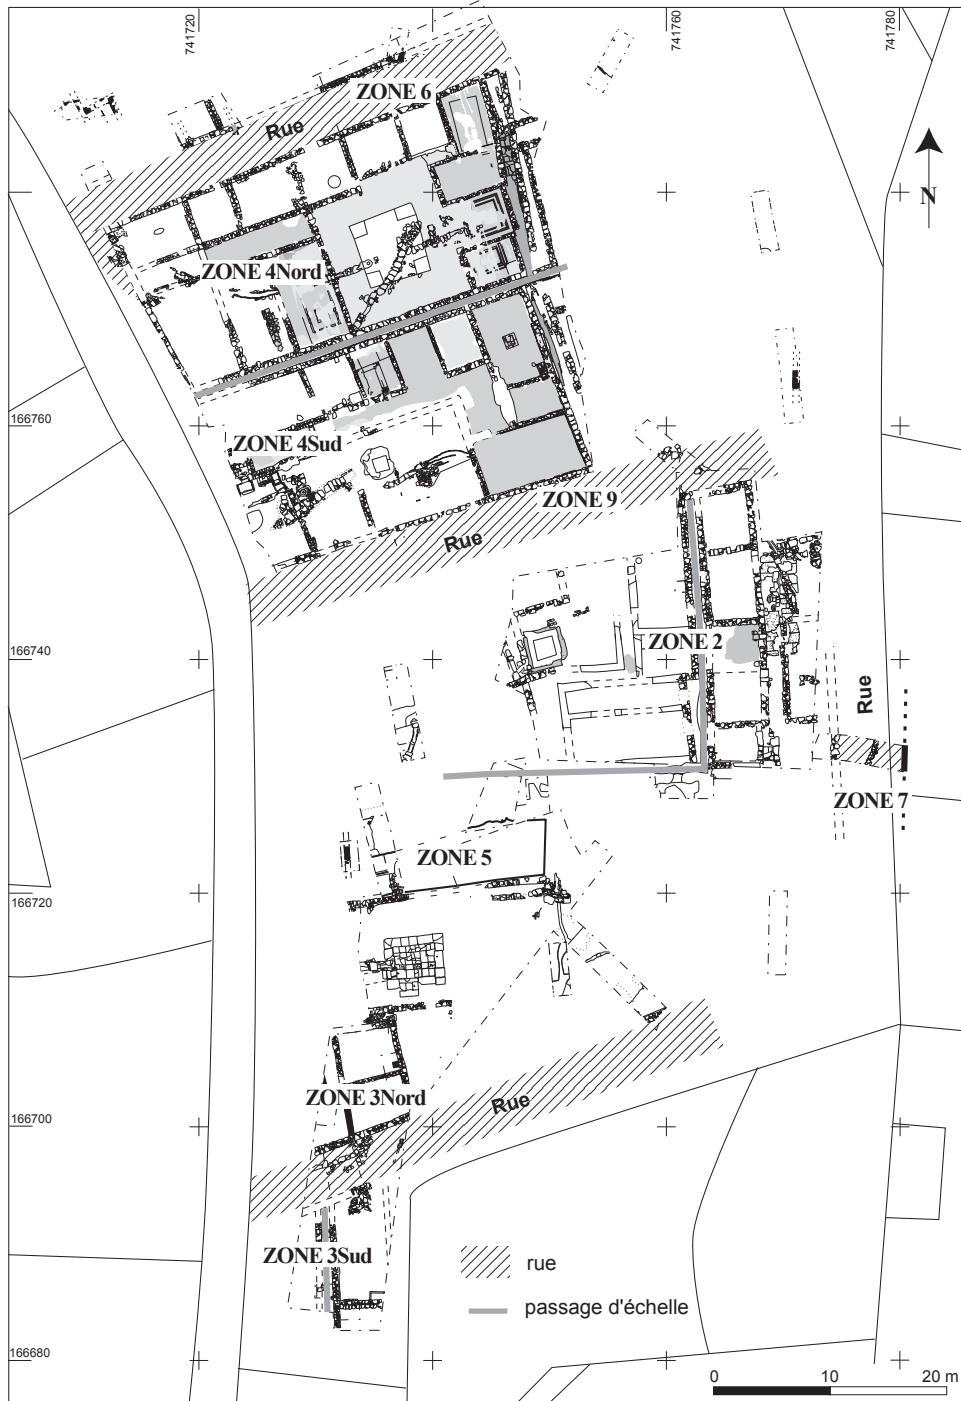 741720
741760
741780
ZONE 6
Rue
N
ZONE 4Nord
166760
ZONE 4Sud
ZONE 9
Rue
166740
ZONE 2
Rue
ZONE 7
ZONE 5
166720
ZONE 3Nord
Rue
166700
ZONE 3Sud
rue
passage d'échelle
166680
0 10 20 m